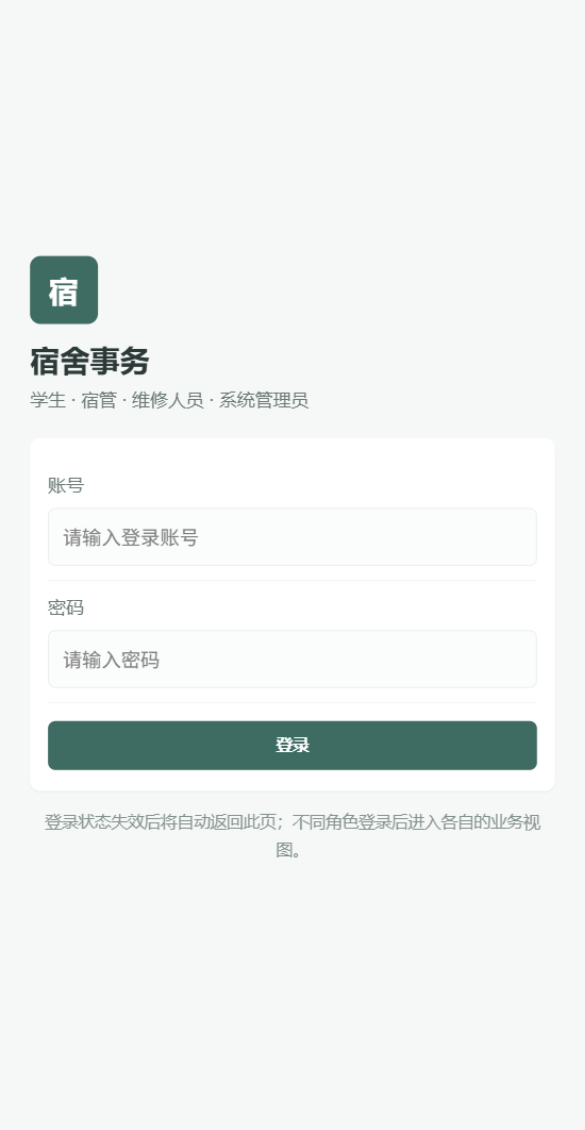 宿
宿舍事务
学生 · 宿管 · 维修人员 · 系统管理员
账号
请输入登录账号
密码
请输入密码
登录
登录状态失效后将自动返回此页；不同角色登录后进入各自的业务视
图。